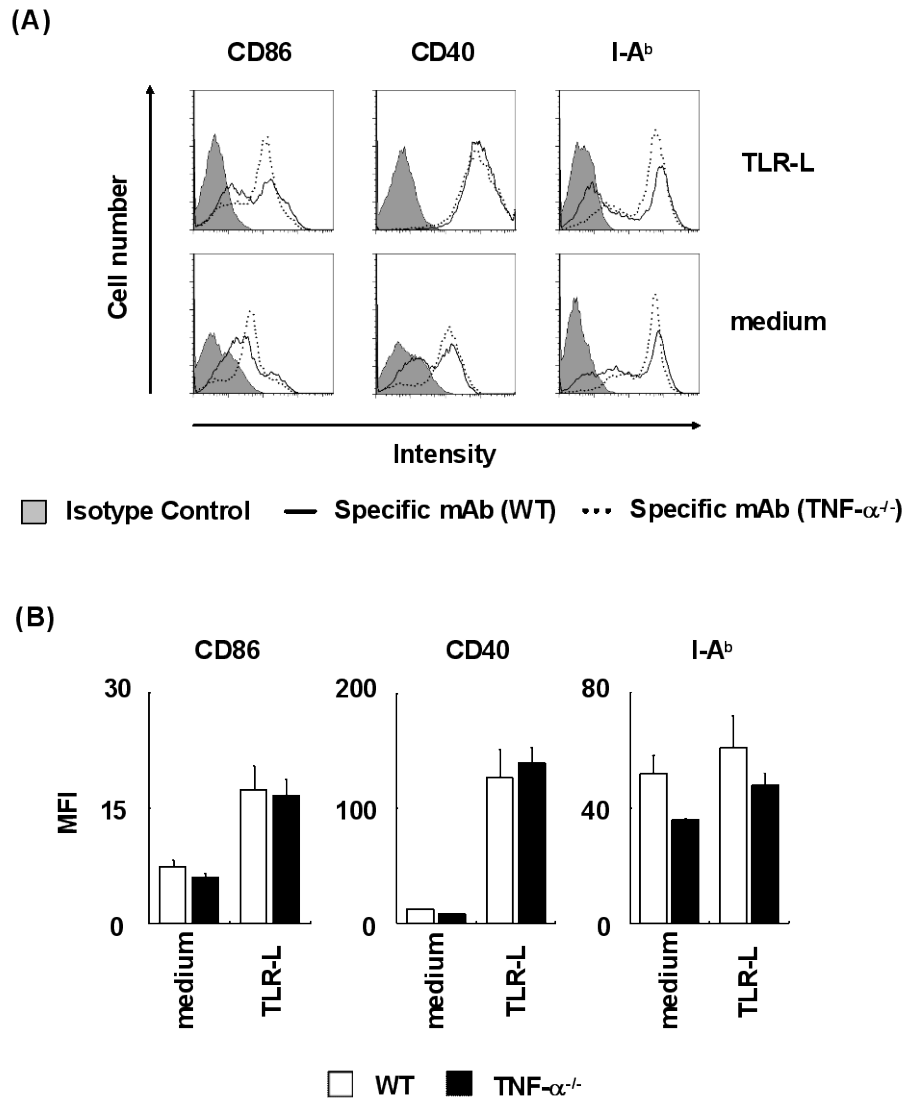 (A)
CD86 CD40 I-Aᵇ
TLR-L
Cell number
medium
Intensity
Isotype Control Specific mAb (WT) Specific mAb (TNF-α⁻/⁻)
(B)
CD86 CD40 I-Aᵇ
30 200 80
MFI
15 100 40
0 0 0
medium TLR-L medium TLR-L medium TLR-L
WT TNF-α⁻/⁻